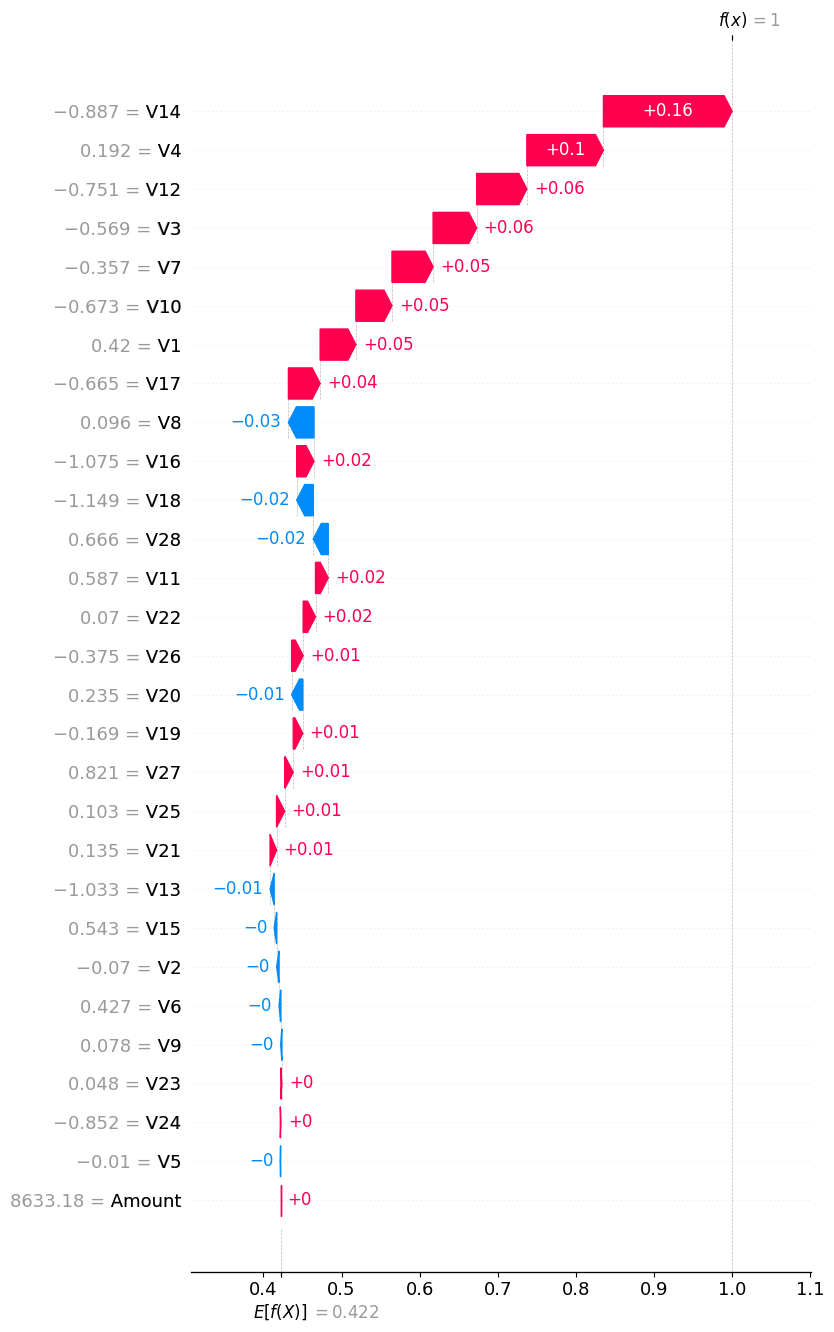 f(x) = 1
−0.887 = V14 +0.16
0.192 = V4 +0.1
−0.751 = V12 +0.06
−0.569 = V3 +0.06
−0.357 = V7 +0.05
−0.673 = V10 +0.05
0.42 = V1 +0.05
−0.665 = V17 +0.04
0.096 = V8 −0.03
−1.075 = V16 +0.02
−1.149 = V18 −0.02
0.666 = V28 −0.02
0.587 = V11 +0.02
0.07 = V22 +0.02
−0.375 = V26 +0.01
0.235 = V20 −0.01
−0.169 = V19 +0.01
0.821 = V27 +0.01
0.103 = V25 +0.01
0.135 = V21 +0.01
−1.033 = V13 −0.01
0.543 = V15 −0
−0.07 = V2 −0
0.427 = V6 −0
0.078 = V9 −0
0.048 = V23 +0
−0.852 = V24 +0
−0.01 = V5 −0
8633.18 = Amount +0
0.4 0.5 0.6 0.7 0.8 0.9 1.0 1.1
E[f(X)] = 0.422